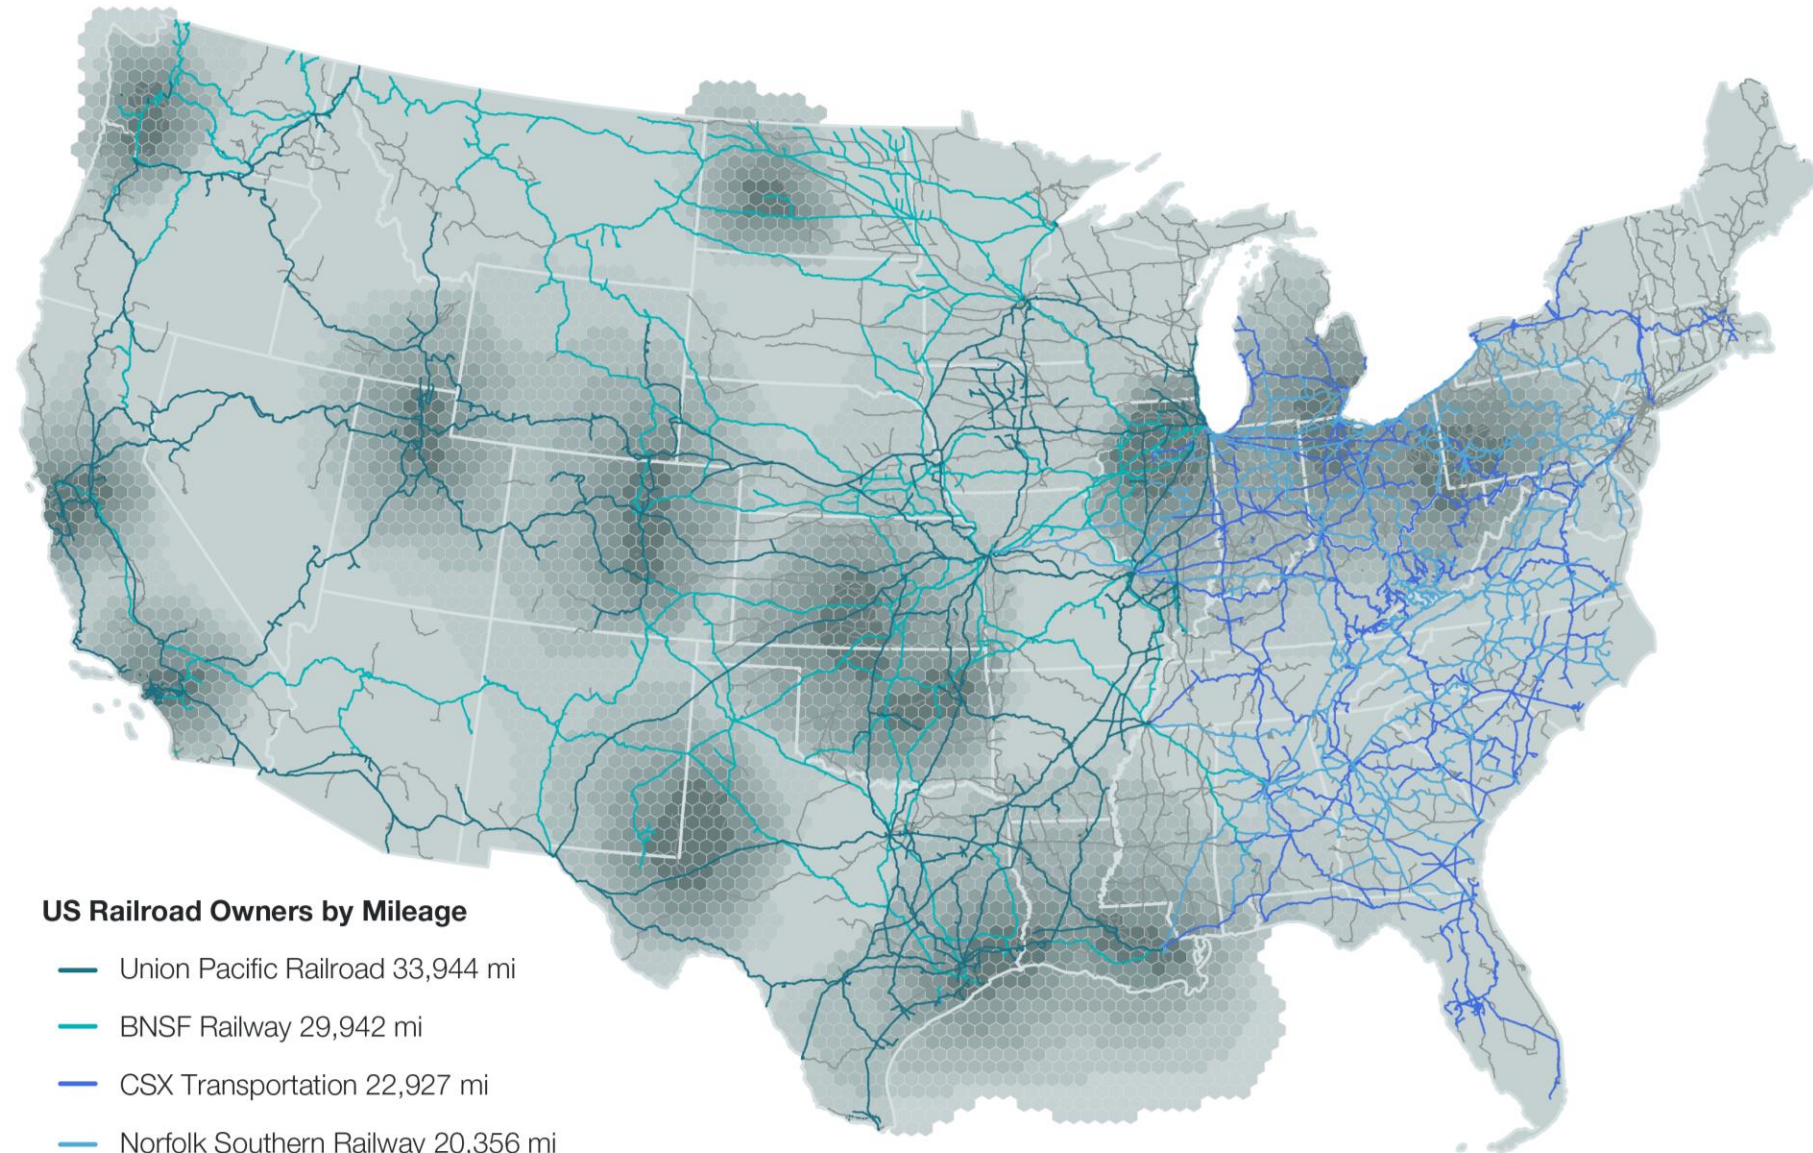 US Railroad Owners by Mileage
Union Pacific Railroad 33,944 mi
BNSF Railway 29,942 mi
CSX Transportation 22,927 mi
Norfolk Southern Railway 20,356 mi